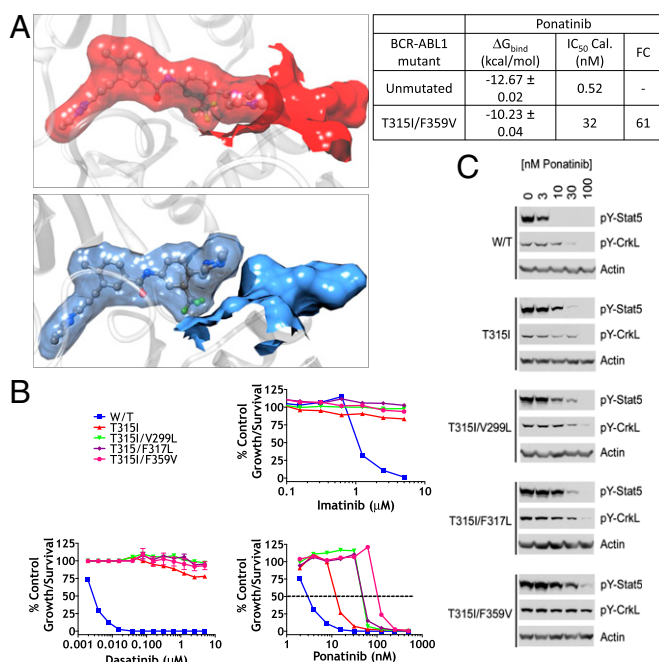 A
Ponatinib
BCR-ABL1 mutant
ΔGbind (kcal/mol)
IC50 Cal. (nM)
FC
Unmutated
-12.67 ± 0.02
0.52
-
T315I/F359V
-10.23 ± 0.04
32
61
C
[nM Ponatinib]
0 3 10 30 100
W/T
pY-Stat5
pY-CrkL
Actin
T315I
pY-Stat5
pY-CrkL
Actin
T315I/V299L
pY-Stat5
pY-CrkL
Actin
T315I/F317L
pY-Stat5
pY-CrkL
Actin
T315I/F359V
pY-Stat5
pY-CrkL
Actin
B
W/T
T315I
T315I/V299L
T315/F317L
T315I/F359V
% Control
Growth/Survival
125
100
75
50
25
0
0.1 1.0 10
Imatinib (μM)
% Control
Growth/Survival
125
100
75
50
25
0
0.001 0.010 0.100 1 10
Dasatinib (μM)
% Control
Growth/Survival
125
100
75
50
25
0
1 5 10 50 100 500
Ponatinib (nM)